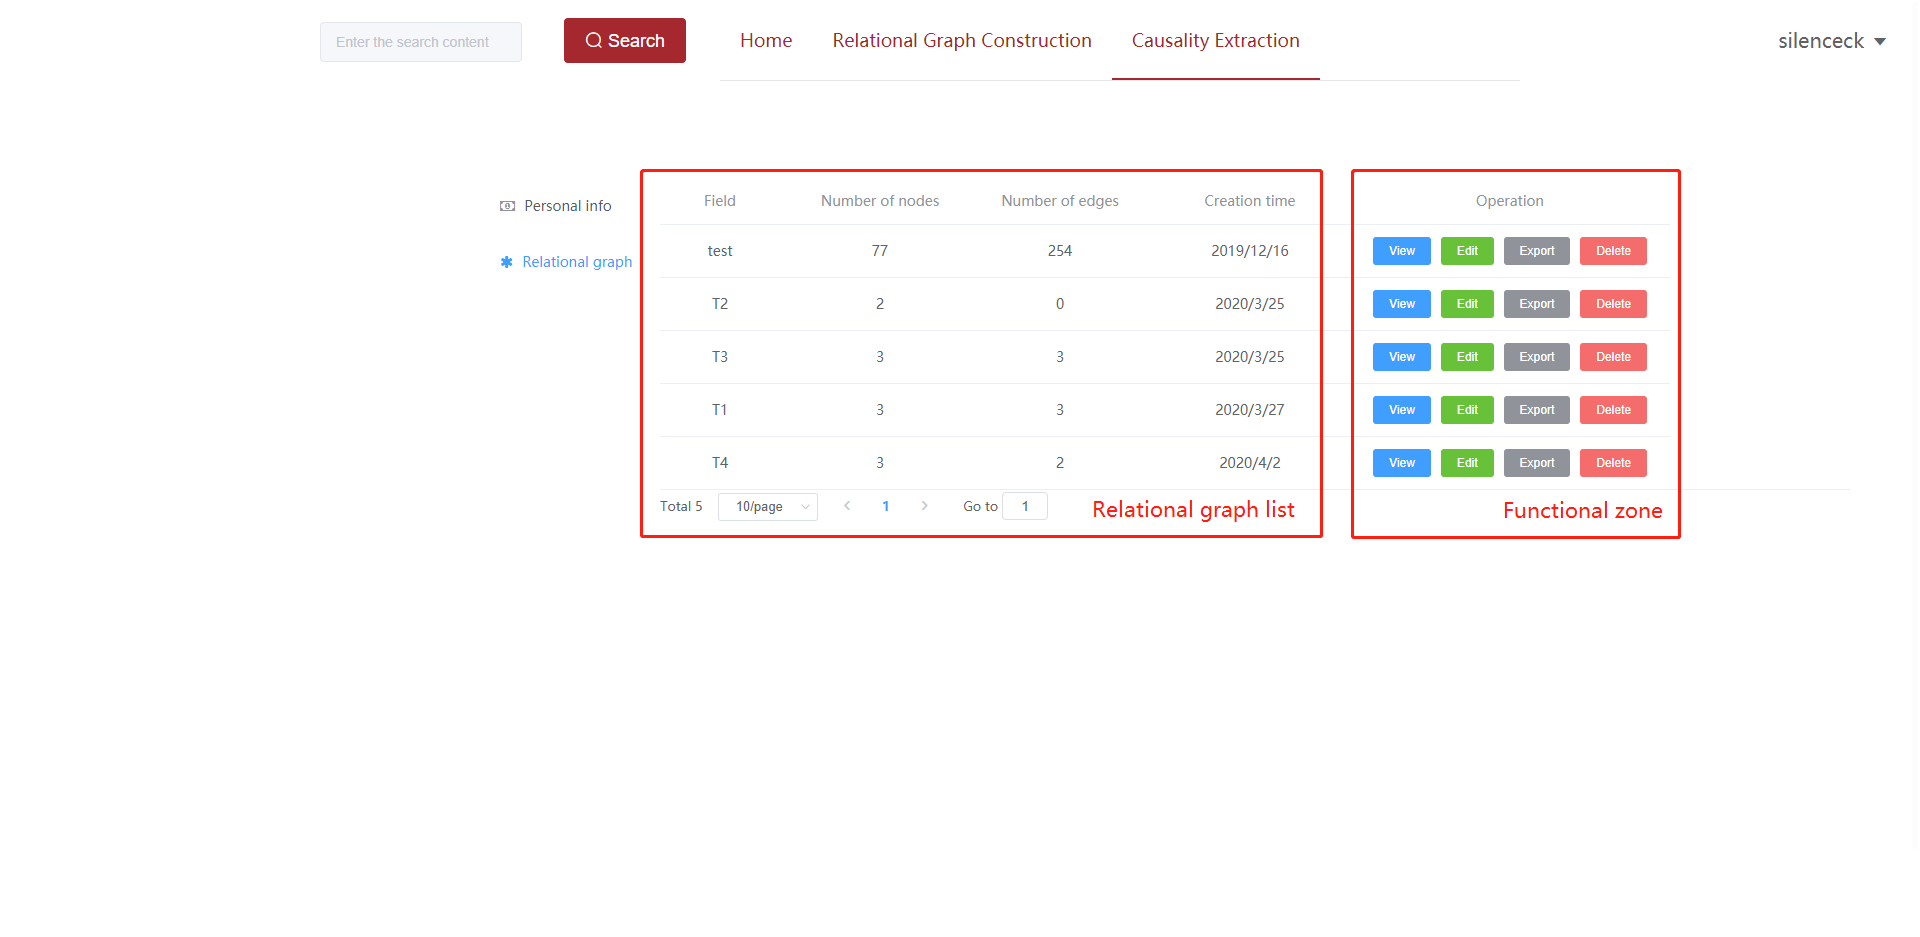 Enter the search content Search Home Relational Graph Construction Causality Extraction silenceck
Personal info
Relational graph
Field Number of nodes Number of edges Creation time Operation
test 77 254 2019/12/16 View Edit Export Delete
T2 2 0 2020/3/25 View Edit Export Delete
T3 3 3 2020/3/25 View Edit Export Delete
T1 3 3 2020/3/27 View Edit Export Delete
T4 3 2 2020/4/2 View Edit Export Delete
Total 5 10/page 1 Go to 1 Relational graph list Functional zone